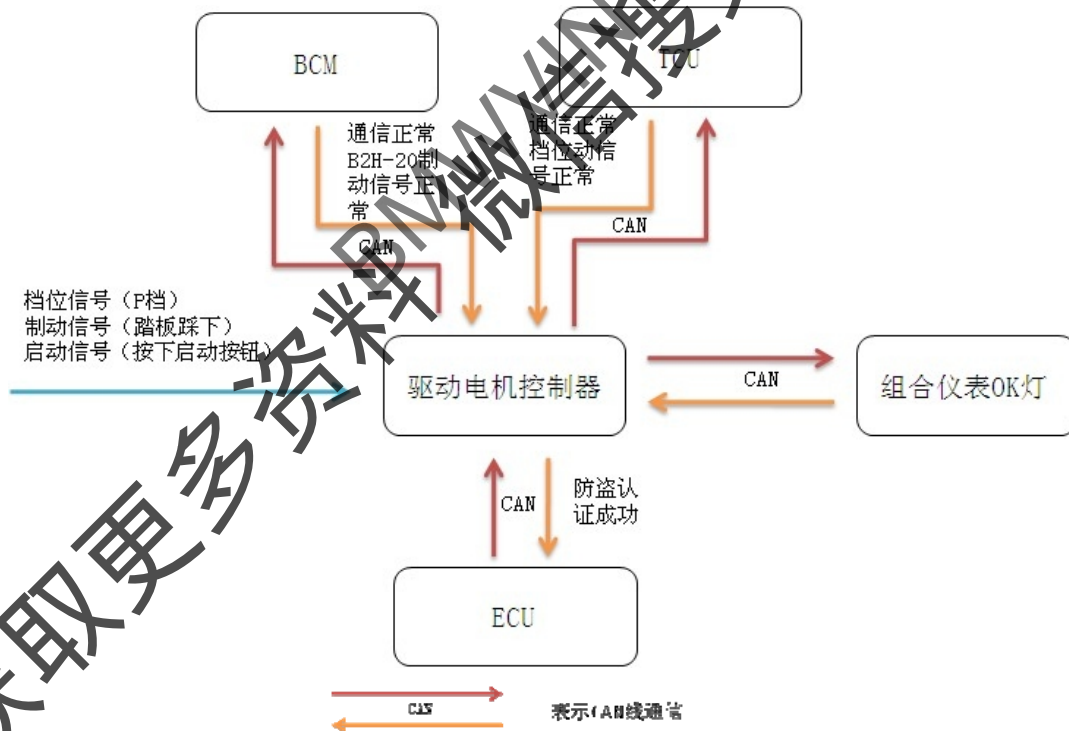 BCM
TCU
通信正常
B2H-20制
动信号正
常
通信正常
档位动信
号正常
CAN
CAN
档位信号（P档）
制动信号（踏板踩下）
启动信号（按下启动按钮）
驱动电机控制器
CAN
组合仪表OK灯
CAN
防盗认
证成功
ECU
CAN
表示CAN线通信
获取更多资料 微信搜